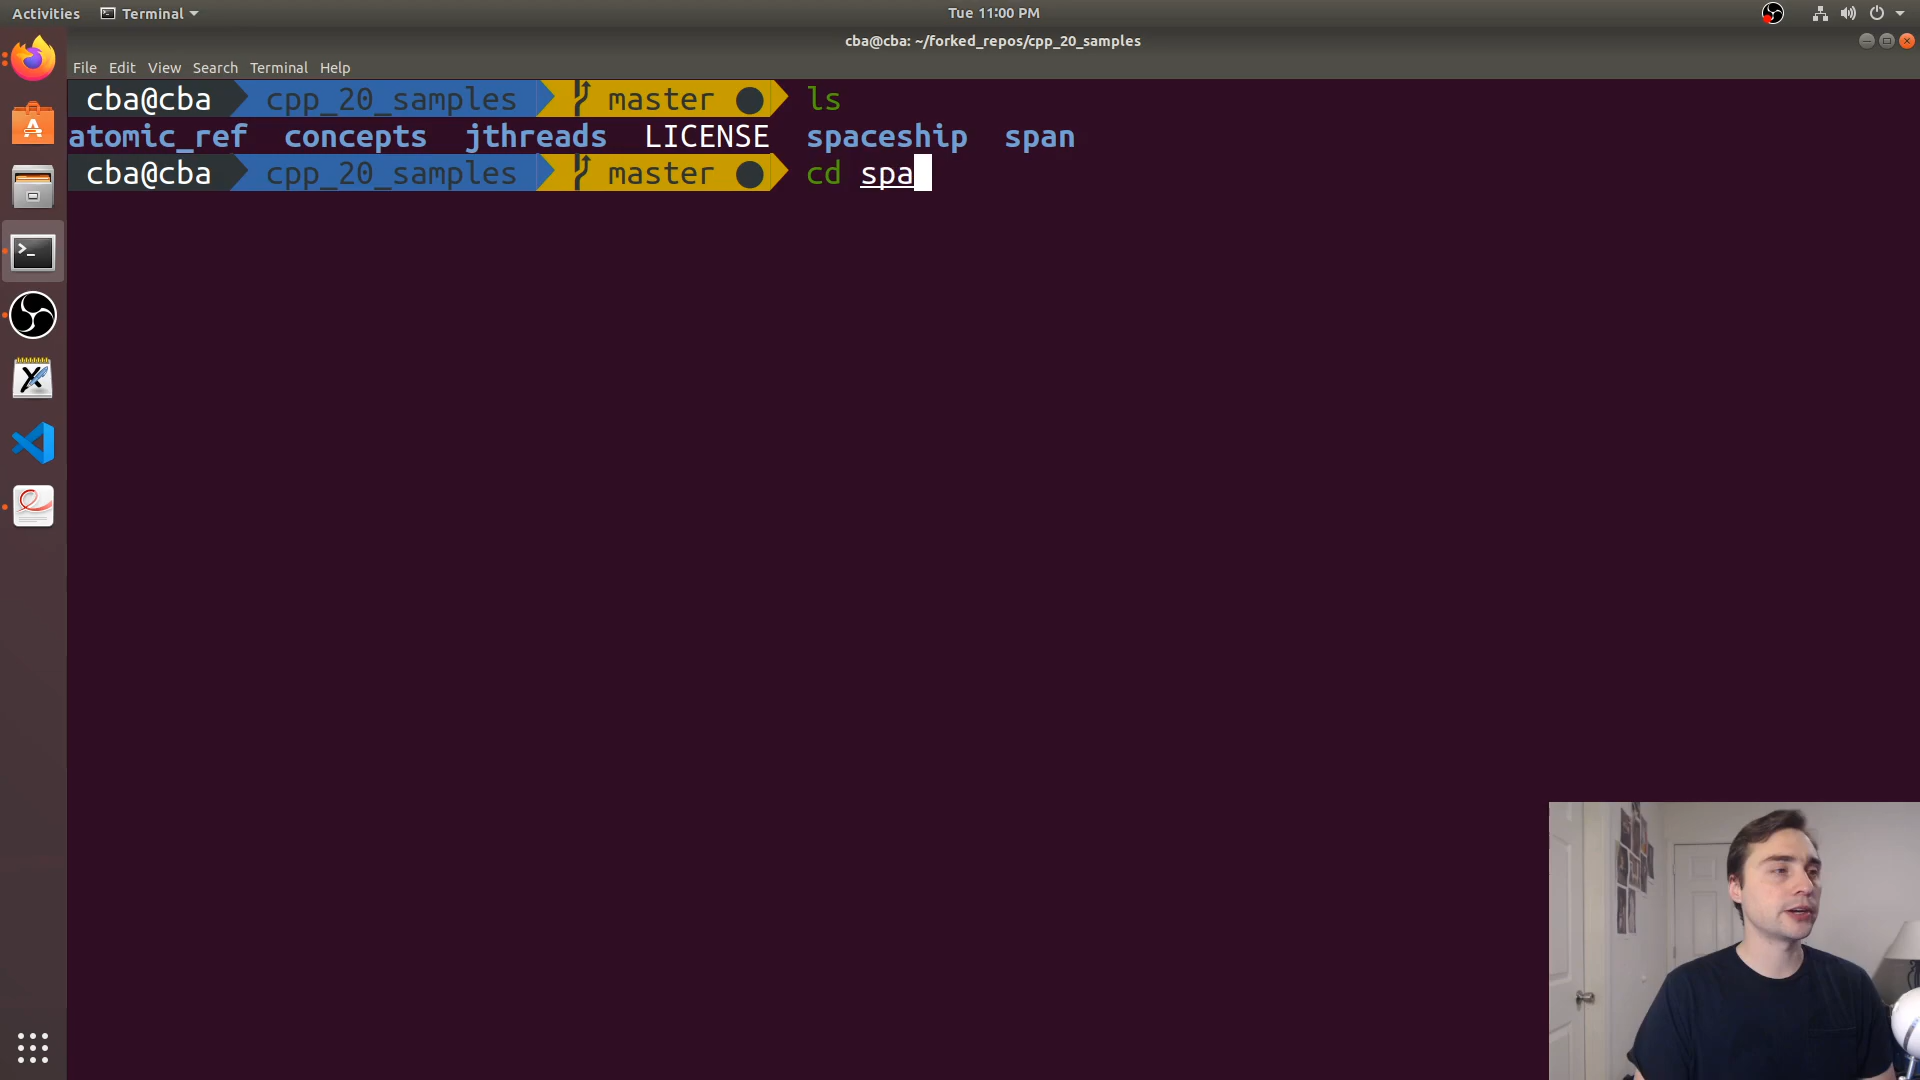 Activities Terminal Tue 11:00 PM
cba@cba: ~/forked_repos/cpp_20_samples
File Edit View Search Terminal Help
cba@cba cpp_20_samples master ls
atomic_ref concepts jthreads LICENSE spaceship span
cba@cba cpp_20_samples master cd spa